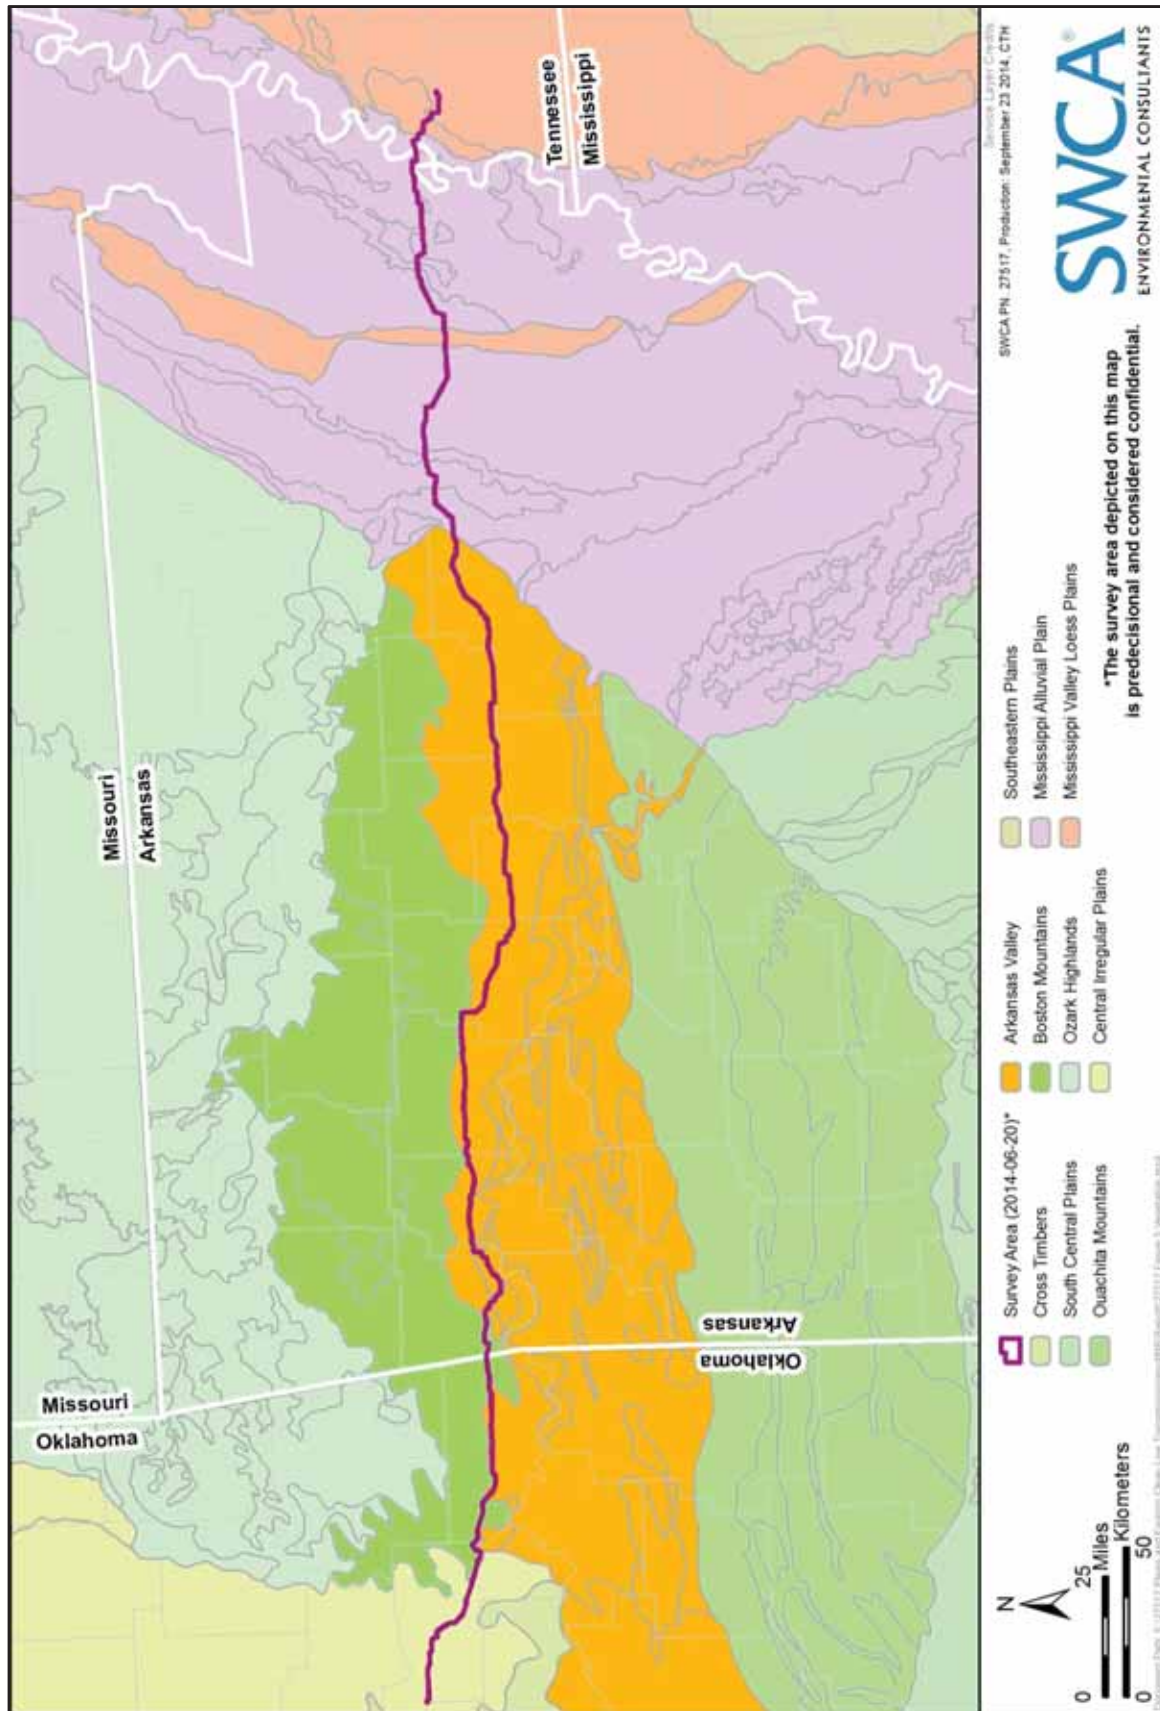 Missouri
Oklahoma
Missouri
Arkansas
Tennessee
Mississippi
Oklahoma
Arkansas
N
0 25
Miles
Kilometers
0 50
Survey Area (2014-06-20)*
Cross Timbers
South Central Plains
Ouachita Mountains
Arkansas Valley
Boston Mountains
Ozark Highlands
Central Irregular Plains
Southeastern Plains
Mississippi Alluvial Plain
Mississippi Valley Loess Plains
*The survey area depicted on this map
is predecisional and considered confidential.
Service Layer Credits
SWCA PN: 27517, Production: September 23 2014, CTH
SWCA®
ENVIRONMENTAL CONSULTANTS